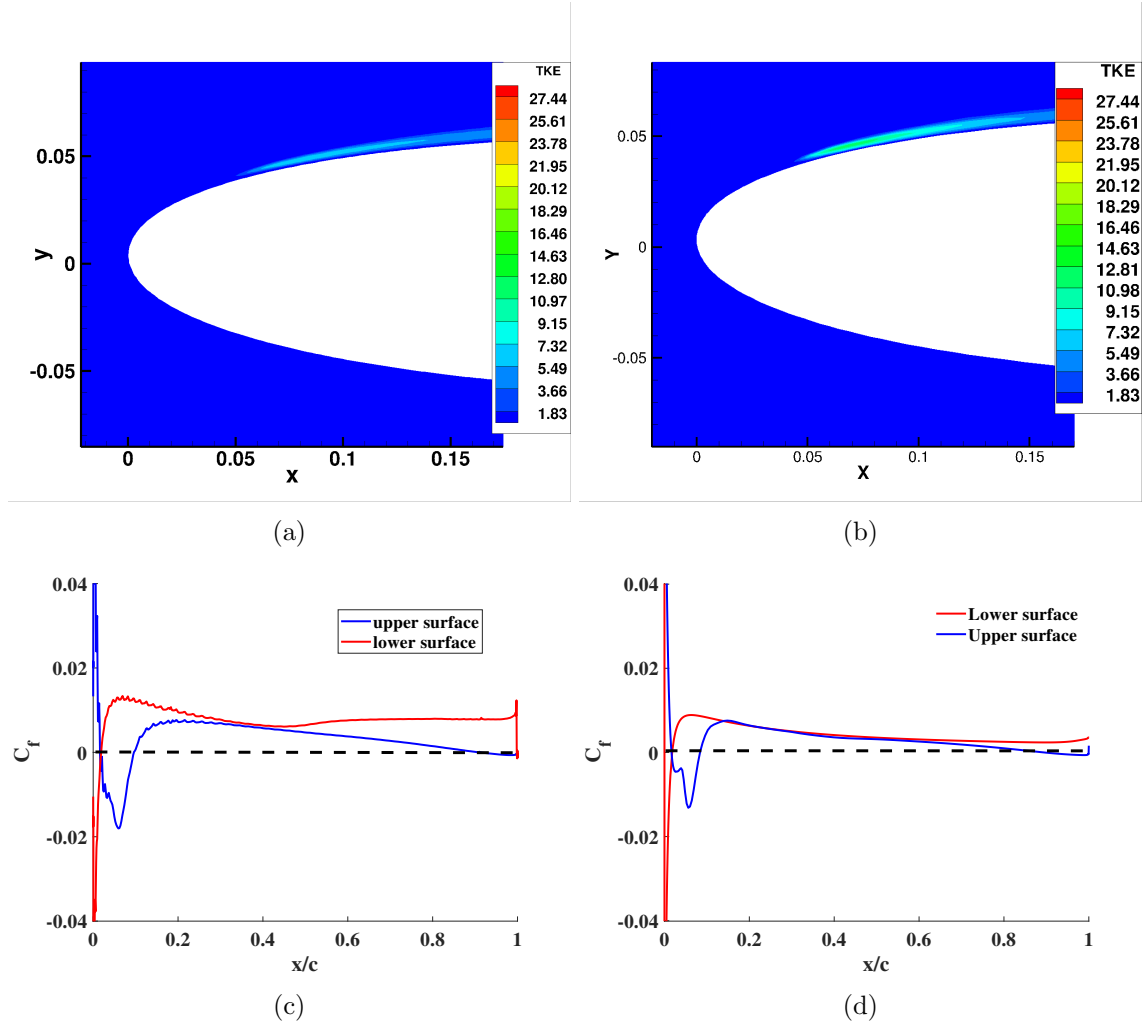 TKE
27.44
25.61
23.78
21.95
20.12
18.29
16.46
14.63
12.80
10.97
9.15
7.32
5.49
3.66
1.83
0.05
0
-0.05
y
0 0.05 0.1 0.15
x
(a)
TKE
27.44
25.61
23.78
21.95
20.12
18.29
16.46
14.63
12.81
10.98
9.15
7.32
5.49
3.66
1.83
0.05
0
-0.05
Y
0 0.05 0.1 0.15
X
(b)
0.04
0.02
0
-0.02
-0.04
Cf
upper surface
lower surface
0 0.2 0.4 0.6 0.8 1
x/c
(c)
0.04
0.02
0
-0.02
-0.04
Cf
Lower surface
Upper surface
0 0.2 0.4 0.6 0.8 1
x/c
(d)